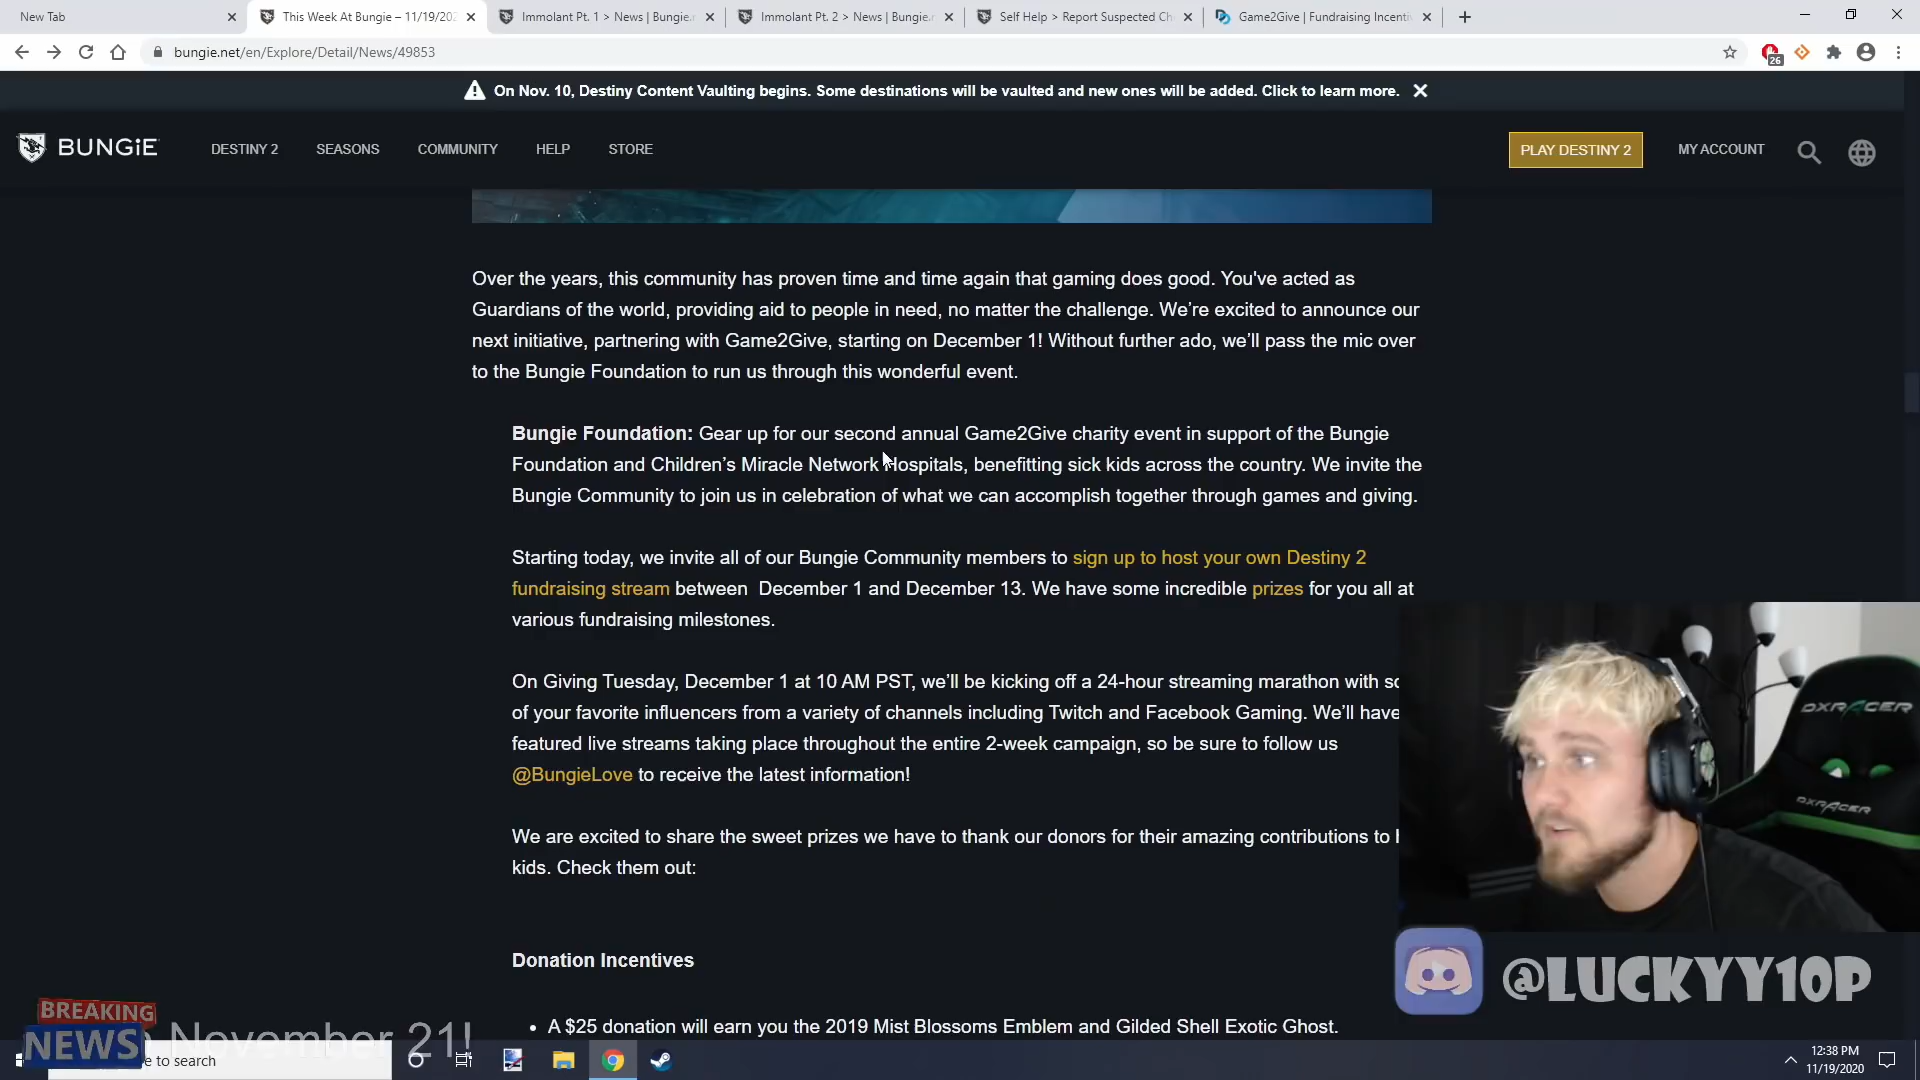 New Tab
This Week At Bungie – 11/19/202
Immolant Pt. 1 > News | Bungie.n
Immolant Pt. 2 > News | Bungie.n
Self Help > Report Suspected Ch
Game2Give | Fundraising Incenti
bungie.net/en/Explore/Detail/News/49853
26
On Nov. 10, Destiny Content Vaulting begins. Some destinations will be vaulted and new ones will be added. Click to learn more.
BUNGiE
DESTINY 2
SEASONS
COMMUNITY
HELP
STORE
PLAY DESTINY 2
MY ACCOUNT
Over the years, this community has proven time and time again that gaming does good. You've acted as
Guardians of the world, providing aid to people in need, no matter the challenge. We're excited to announce our
next initiative, partnering with Game2Give, starting on December 1! Without further ado, we'll pass the mic over
to the Bungie Foundation to run us through this wonderful event.
Bungie Foundation: Gear up for our second annual Game2Give charity event in support of the Bungie
Foundation and Children's Miracle Network Hospitals, benefitting sick kids across the country. We invite the
Bungie Community to join us in celebration of what we can accomplish together through games and giving.
Starting today, we invite all of our Bungie Community members to sign up to host your own Destiny 2
fundraising stream between December 1 and December 13. We have some incredible prizes for you all at
various fundraising milestones.
On Giving Tuesday, December 1 at 10 AM PST, we'll be kicking off a 24-hour streaming marathon with
of your favorite influencers from a variety of channels including Twitch and Facebook Gaming. We'll have
featured live streams taking place throughout the entire 2-week campaign, so be sure to follow us
@BungieLove to receive the latest information!
We are excited to share the sweet prizes we have to thank our donors for their amazing contributions to
kids. Check them out:
Donation Incentives
• A $25 donation will earn you the 2019 Mist Blossoms Emblem and Gilded Shell Exotic Ghost.
DXRACER
DXRACER
@LUCKYY10P
BREAKING
NEWS
November 21!
to search
12:38 PM
11/19/2020